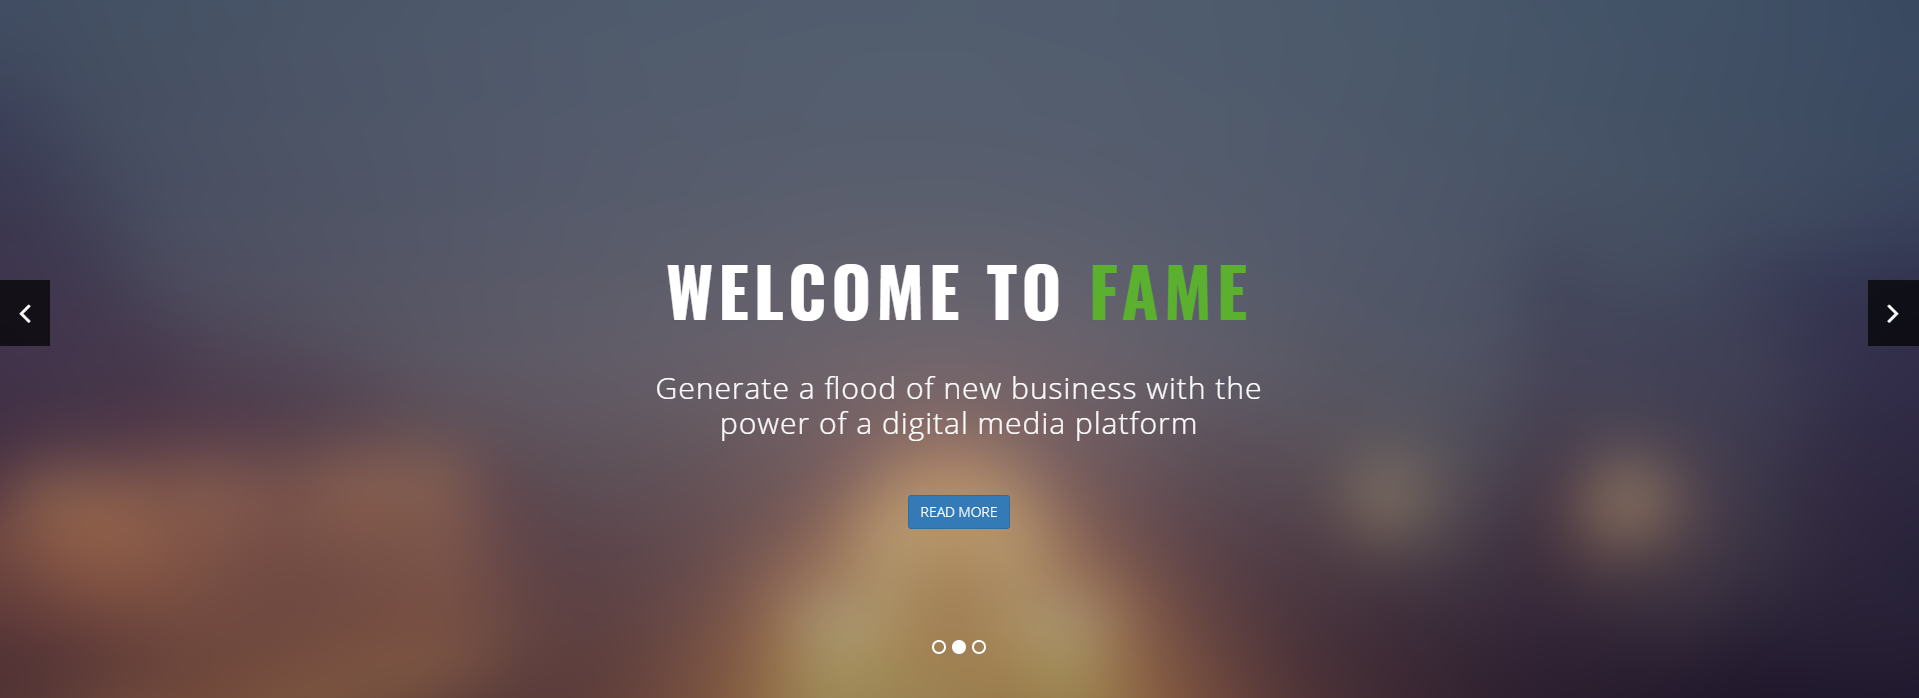 WELCOME TO FAME
Generate a flood of new business with the
power of a digital media platform
READ MORE